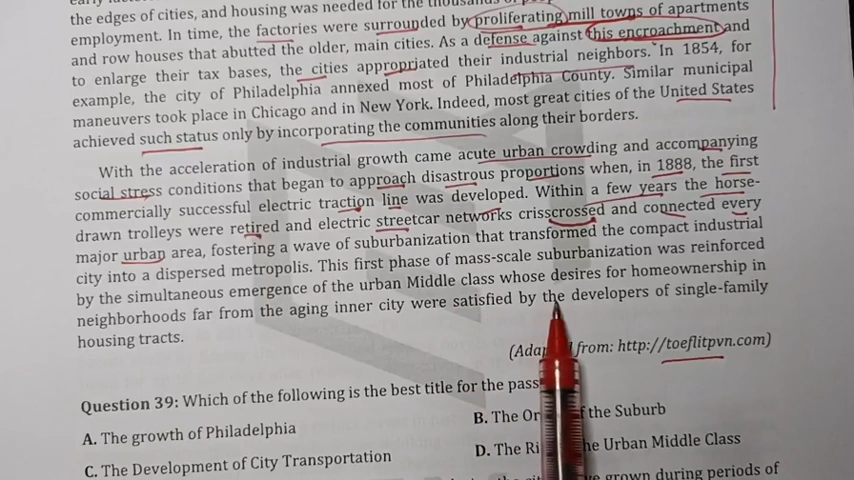 the edges of cities, and housing was needed for the thousands of
employment. In time, the factories were surrounded by proliferating mill towns of apartments
and row houses that abutted the older, main cities. As a defense against this encroachment and
to enlarge their tax bases, the cities appropriated their industrial neighbors. In 1854, for
example, the city of Philadelphia annexed most of Philadelphia County. Similar municipal
maneuvers took place in Chicago and in New York. Indeed, most great cities of the United States
achieved such status only by incorporating the communities along their borders.
With the acceleration of industrial growth came acute urban crowding and accompanying
social stress conditions that began to approach disastrous proportions when, in 1888, the first
commercially successful electric traction line was developed. Within a few years the horse-
drawn trolleys were retired and electric streetcar networks crisscrossed and connected every
major urban area, fostering a wave of suburbanization that transformed the compact industrial
city into a dispersed metropolis. This first phase of mass-scale suburbanization was reinforced
by the simultaneous emergence of the urban Middle class whose desires for homeownership in
neighborhoods far from the aging inner city were satisfied by the developers of single-family
housing tracts.
(Ada from: http://toeflitpvn.com)
Question 39: Which of the following is the best title for the pass
A. The growth of Philadelphia
B. The Or f the Suburb
C. The Development of City Transportation
D. The Ri he Urban Middle Class
grown during periods of